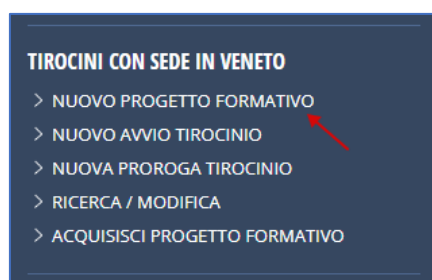 TIROCINI CON SEDE IN VENETO
> NUOVO PROGETTO FORMATIVO
> NUOVO AVVIO TIROCINIO
> NUOVA PROROGA TIROCINIO
> RICERCA / MODIFICA
> ACQUISISCI PROGETTO FORMATIVO